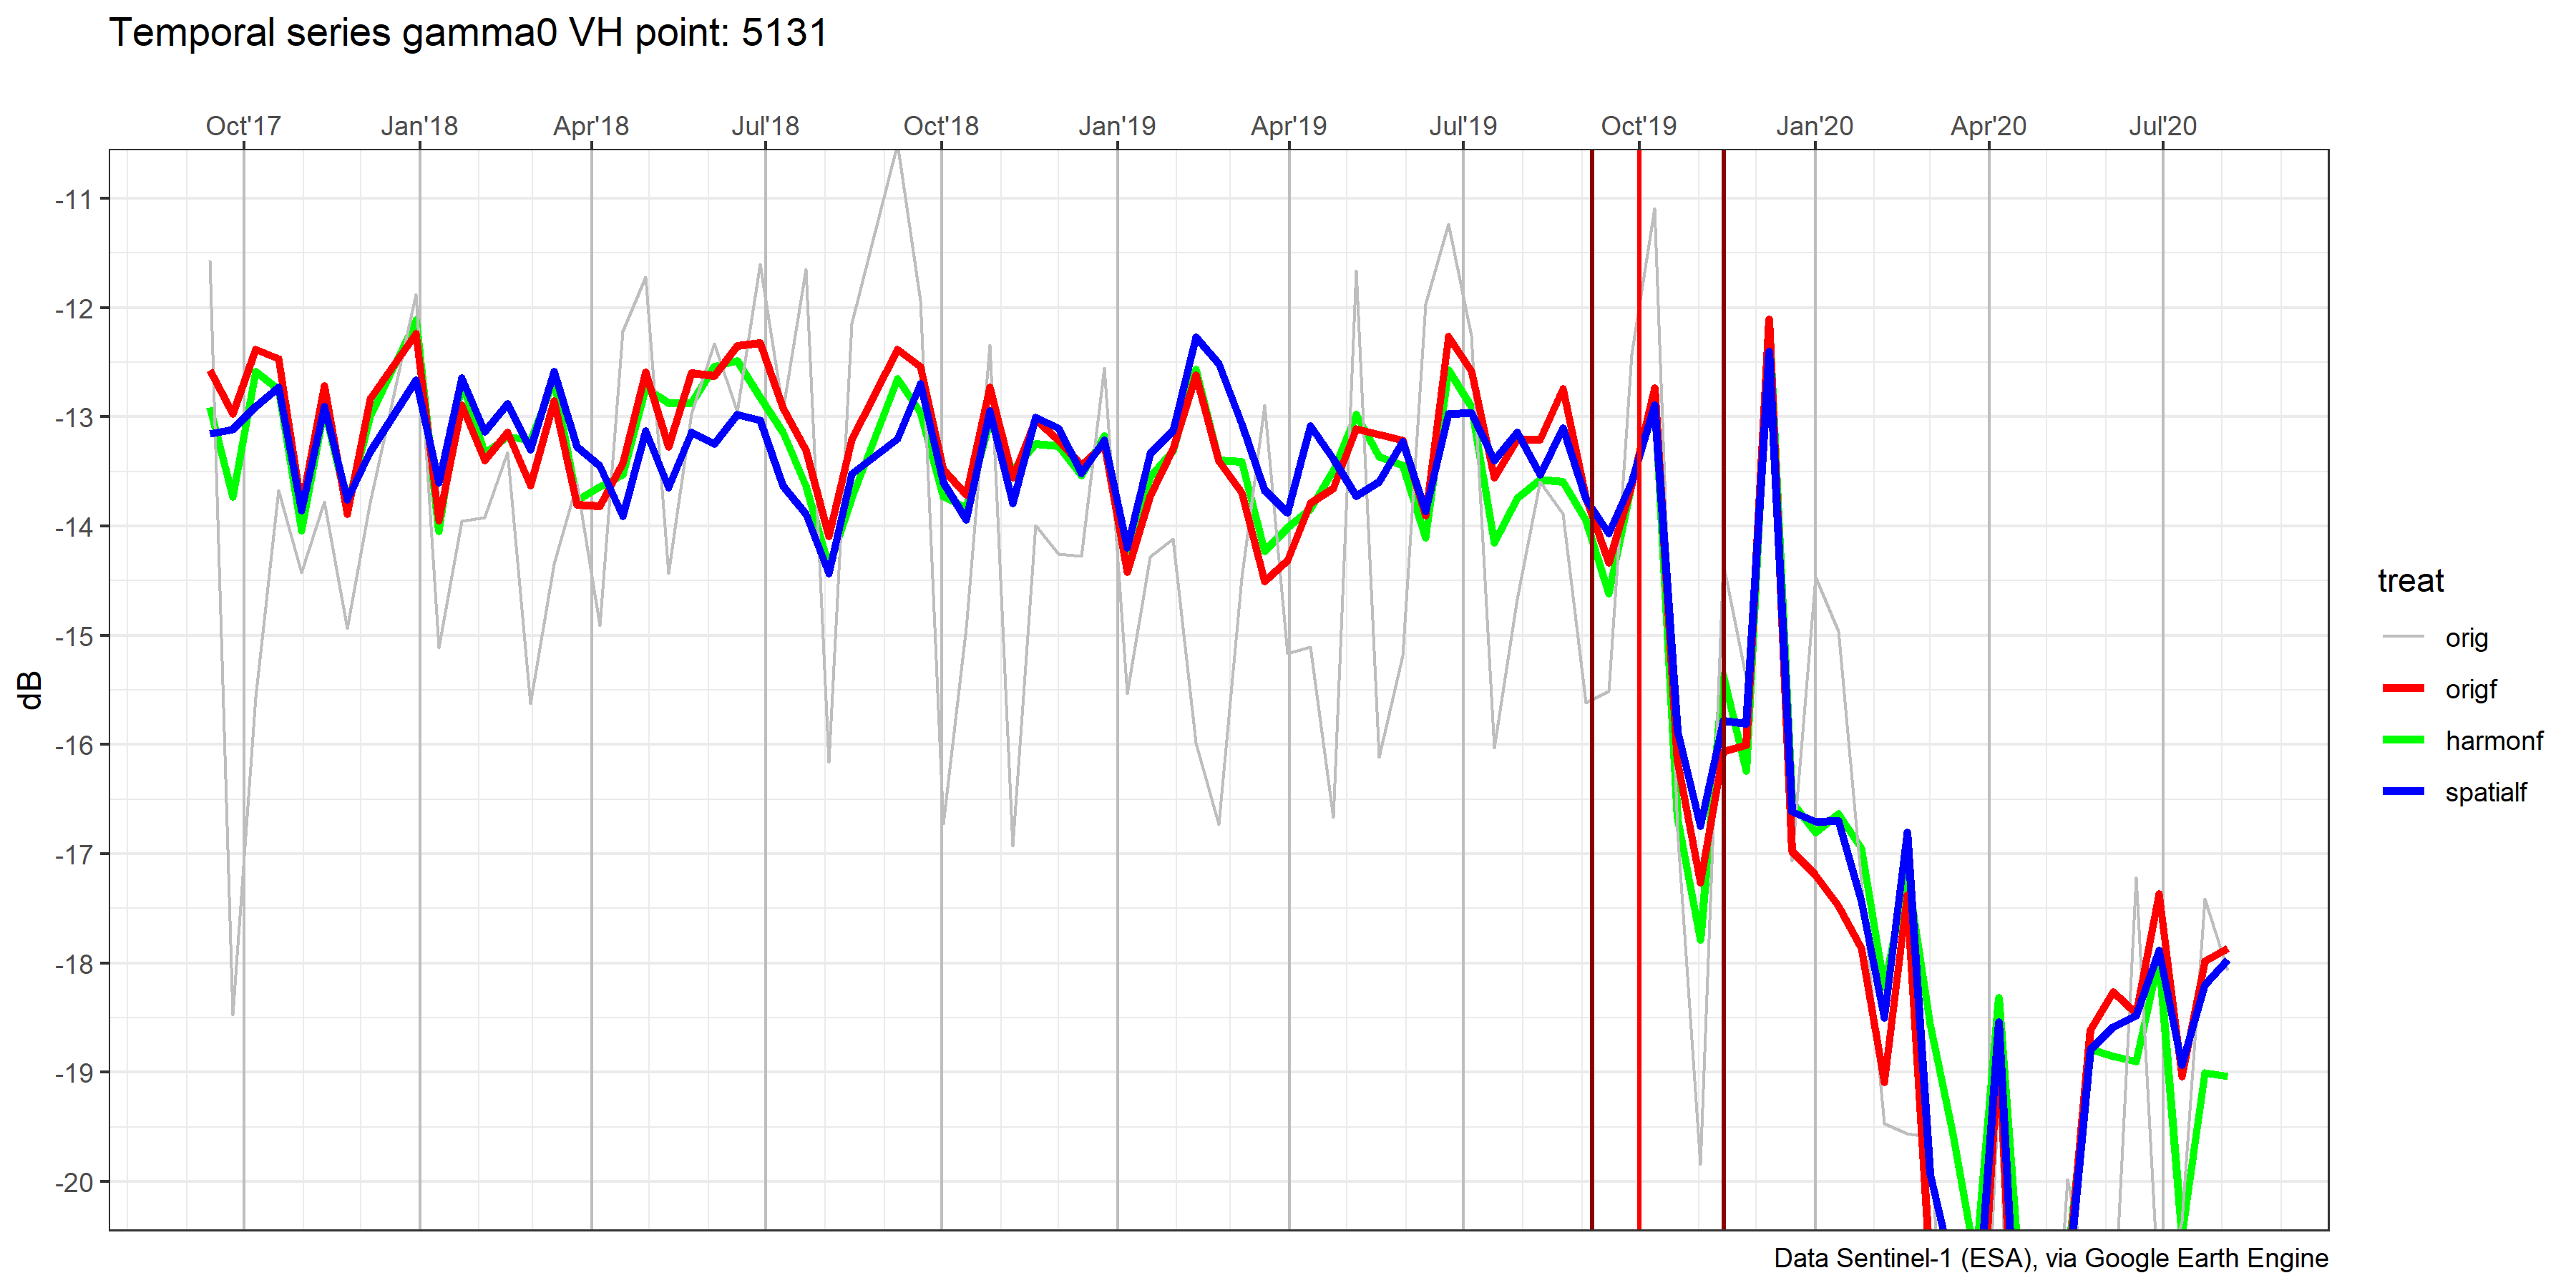 Temporal series gamma0 VH point: 5131
Oct'17 Jan'18 Apr'18 Jul'18 Oct'18 Jan'19 Apr'19 Jul'19 Oct'19 Jan'20 Apr'20 Jul'20
-11
-12
-13
-14
-15
-16
-17
-18
-19
-20
dB
treat
orig
origf
harmonf
spatialf
Data Sentinel-1 (ESA), via Google Earth Engine